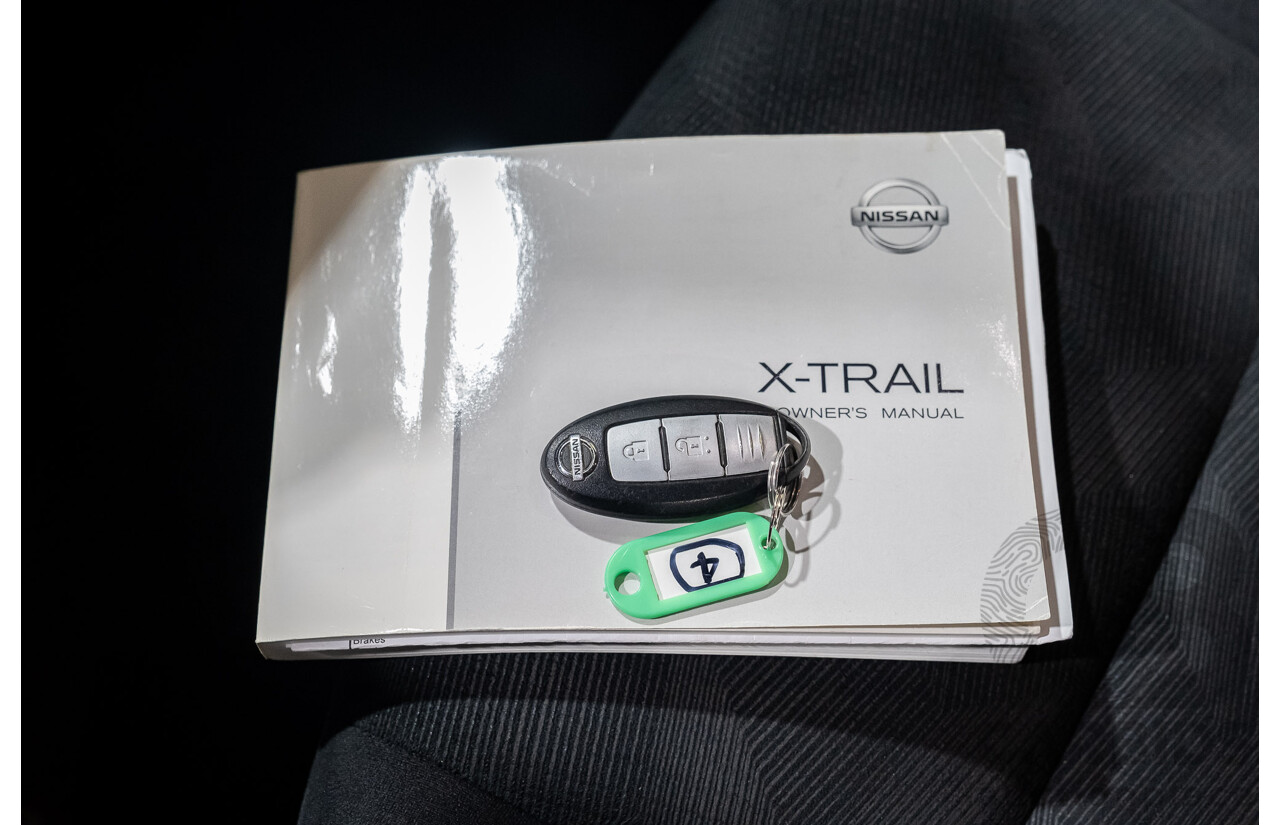 NISSAN
X-TRAIL
OWNER'S MANUAL
NISSAN
4
Brakes